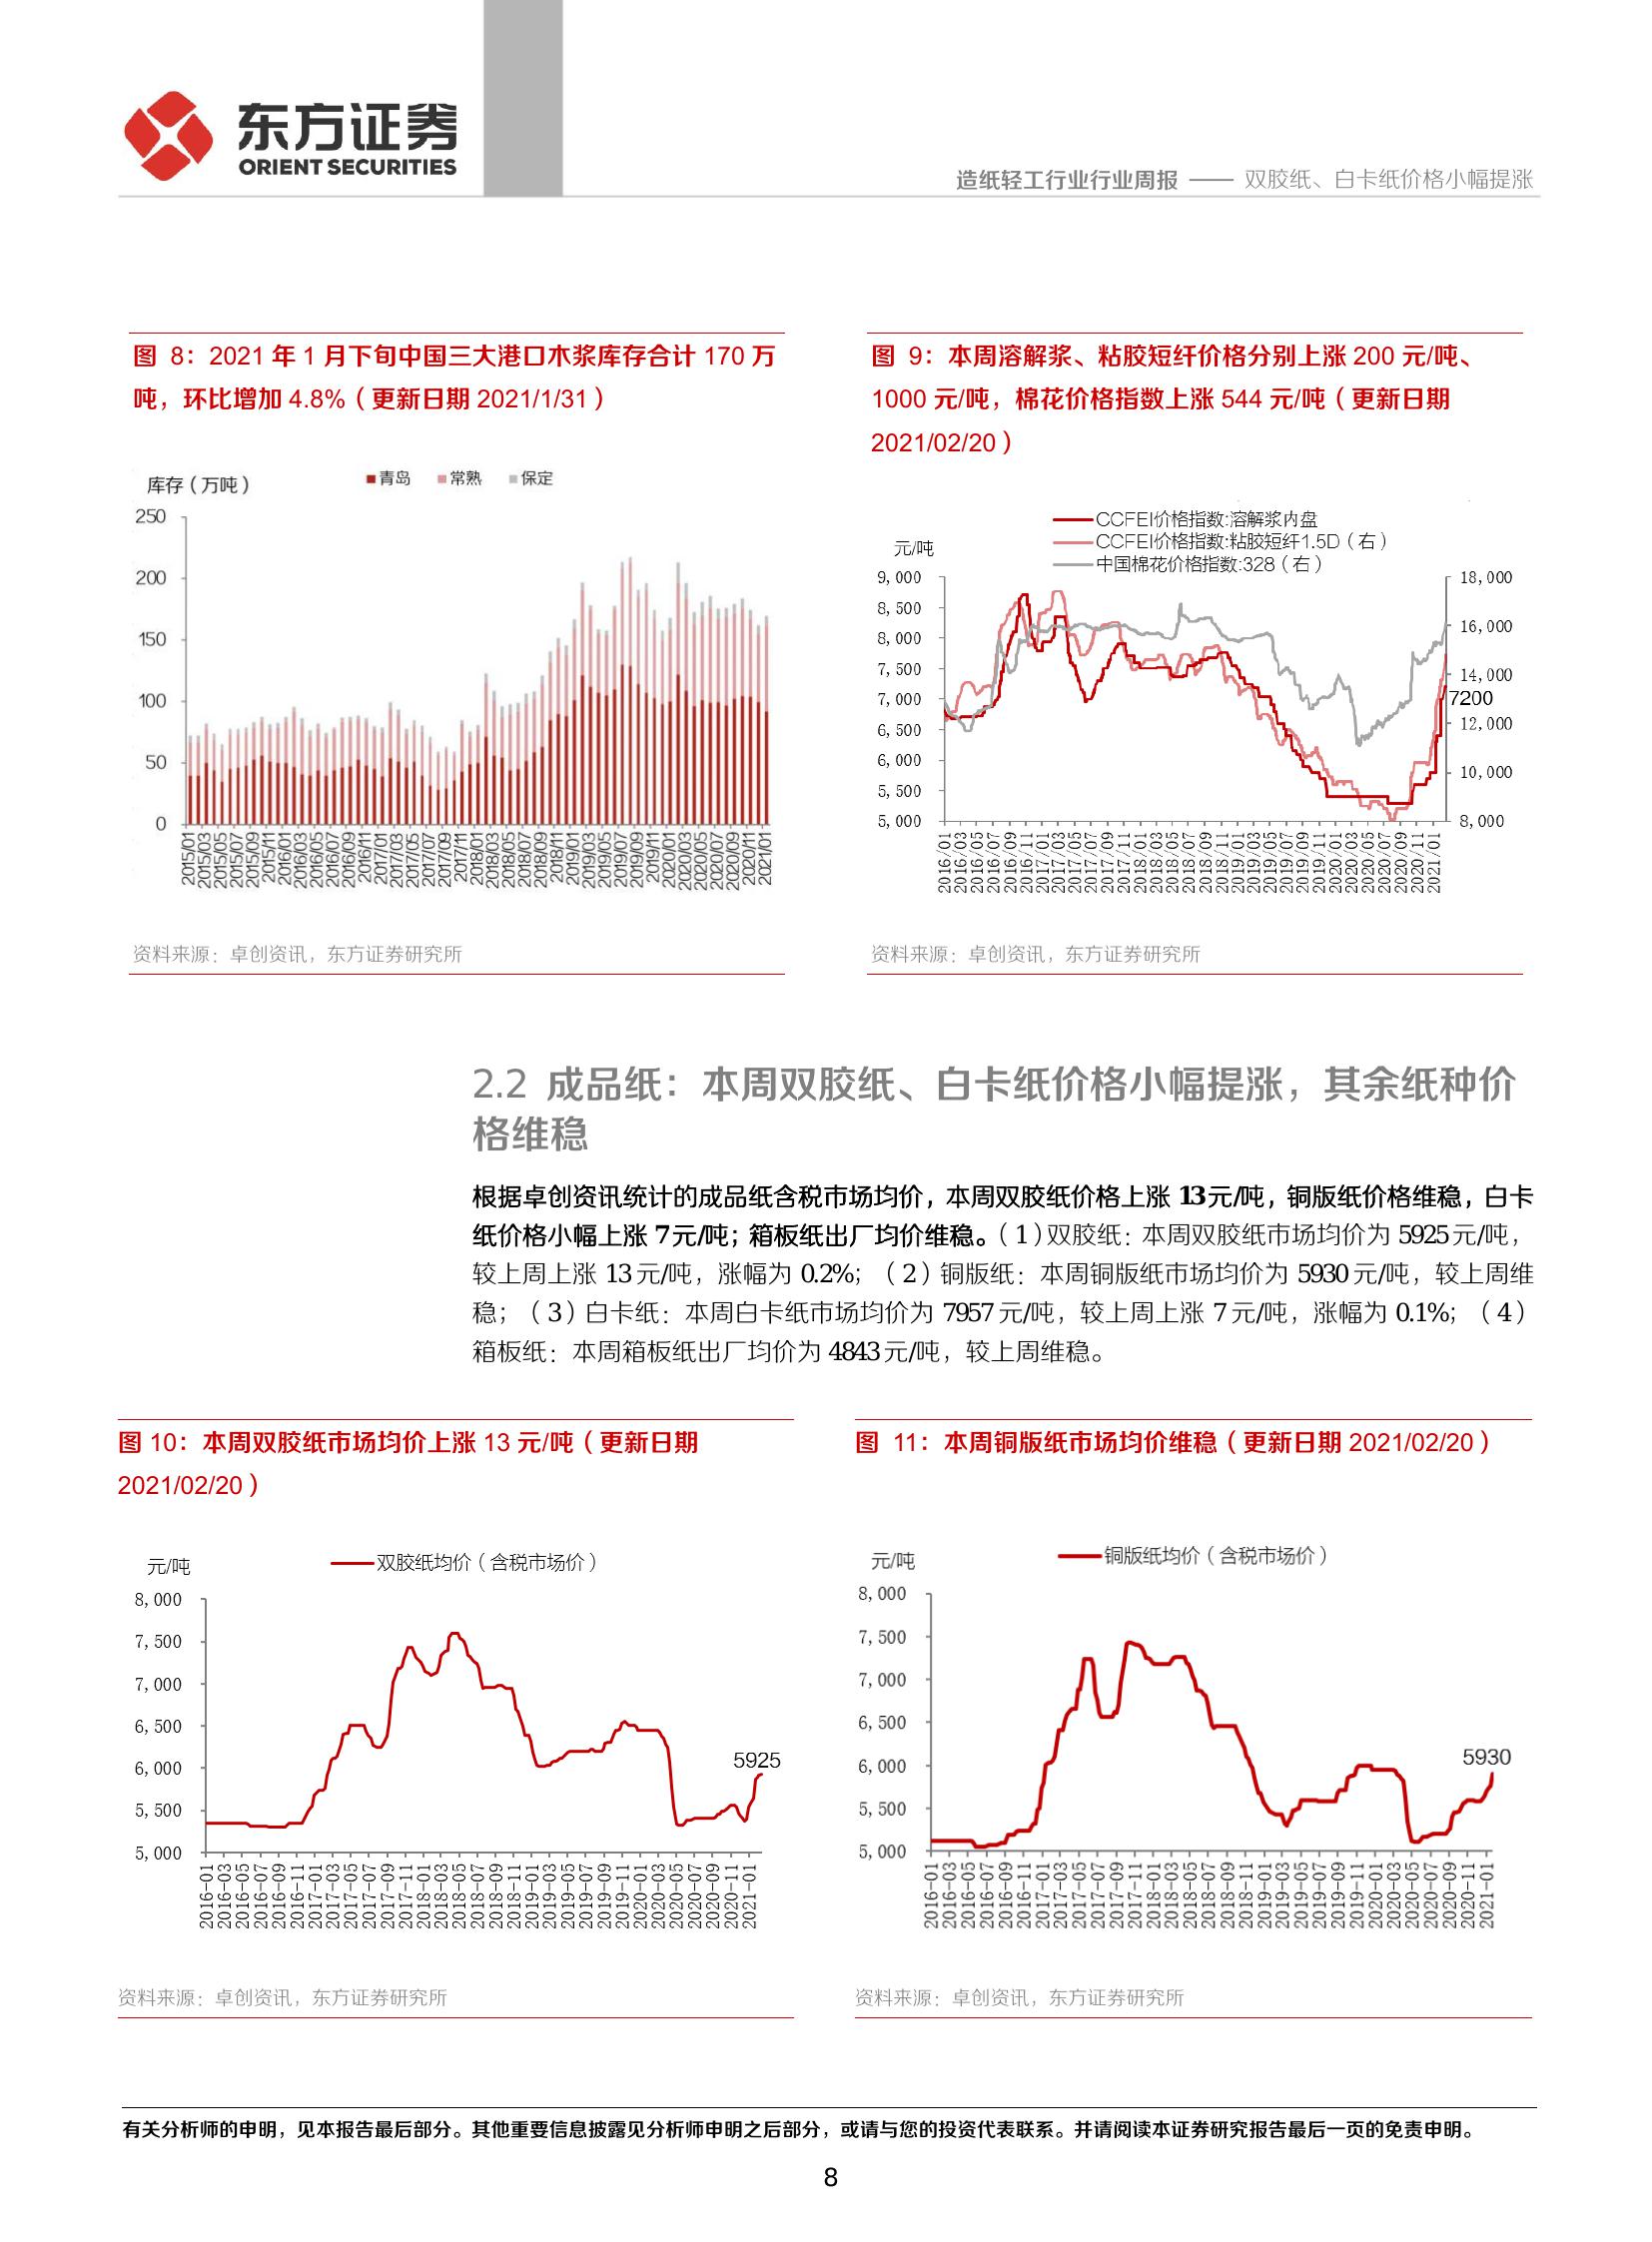 东方证券
ORIENT SECURITIES
造纸轻工行业行业周报 —— 双胶纸、白卡纸价格小幅提涨
图 8：2021 年 1 月下旬中国三大港口木浆库存合计 170 万
吨，环比增加 4.8%（更新日期 2021/1/31）
库存（万吨）
青岛 常熟 保定
250
200
150
100
50
0
2015/01 2015/03 2015/05 2015/07 2015/09 2015/11 2016/01 2016/03 2016/05 2016/07 2016/09 2016/11 2017/01 2017/03 2017/05 2017/07 2017/09 2017/11 2018/01 2018/03 2018/05 2018/07 2018/09 2018/11 2019/01 2019/03 2019/05 2019/07 2019/09 2019/11 2020/01 2020/03 2020/05 2020/07 2020/09 2020/11 2021/01
资料来源：卓创资讯，东方证券研究所
图 9：本周溶解浆、粘胶短纤价格分别上涨 200 元/吨、
1000 元/吨，棉花价格指数上涨 544 元/吨（更新日期
2021/02/20）
CCFEI价格指数:溶解浆内盘
CCFEI价格指数:粘胶短纤1.5D（右）
中国棉花价格指数:328（右）
元/吨
9,000
8,500
8,000
7,500
7,000
6,500
6,000
5,500
5,000
18,000
16,000
14,000
12,000
10,000
8,000
7200
2016/01 2016/03 2016/05 2016/07 2016/09 2016/11 2017/01 2017/03 2017/05 2017/07 2017/09 2017/11 2018/01 2018/03 2018/05 2018/07 2018/09 2018/11 2019/01 2019/03 2019/05 2019/07 2019/09 2019/11 2020/01 2020/03 2020/05 2020/07 2020/09 2020/11 2021/01
资料来源：卓创资讯，东方证券研究所
2.2 成品纸：本周双胶纸、白卡纸价格小幅提涨，其余纸种价
格维稳
根据卓创资讯统计的成品纸含税市场均价，本周双胶纸价格上涨 13元/吨，铜版纸价格维稳，白卡
纸价格小幅上涨 7元/吨；箱板纸出厂均价维稳。（1）双胶纸：本周双胶纸市场均价为 5925元/吨，
较上周上涨 13元/吨，涨幅为 0.2%；（2）铜版纸：本周铜版纸市场均价为 5930元/吨，较上周维
稳；（3）白卡纸：本周白卡纸市场均价为 7957元/吨，较上周上涨 7元/吨，涨幅为 0.1%；（4）
箱板纸：本周箱板纸出厂均价为 4843元/吨，较上周维稳。
图 10：本周双胶纸市场均价上涨 13 元/吨（更新日期
2021/02/20）
元/吨
双胶纸均价（含税市场价）
8,000
7,500
7,000
6,500
6,000
5,500
5,000
5925
2016-01 2016-03 2016-05 2016-07 2016-09 2016-11 2017-01 2017-03 2017-05 2017-07 2017-09 2017-11 2018-01 2018-03 2018-05 2018-07 2018-09 2018-11 2019-01 2019-03 2019-05 2019-07 2019-09 2019-11 2020-01 2020-03 2020-05 2020-07 2020-09 2020-11 2021-01
资料来源：卓创资讯，东方证券研究所
图 11：本周铜版纸市场均价维稳（更新日期 2021/02/20）
元/吨
铜版纸均价（含税市场价）
8,000
7,500
7,000
6,500
6,000
5,500
5,000
5930
2016-01 2016-03 2016-05 2016-07 2016-09 2016-11 2017-01 2017-03 2017-05 2017-07 2017-09 2017-11 2018-01 2018-03 2018-05 2018-07 2018-09 2018-11 2019-01 2019-03 2019-05 2019-07 2019-09 2019-11 2020-01 2020-03 2020-05 2020-07 2020-09 2020-11 2021-01
资料来源：卓创资讯，东方证券研究所
有关分析师的申明，见本报告最后部分。其他重要信息披露见分析师申明之后部分，或请与您的投资代表联系。并请阅读本证券研究报告最后一页的免责申明。
8